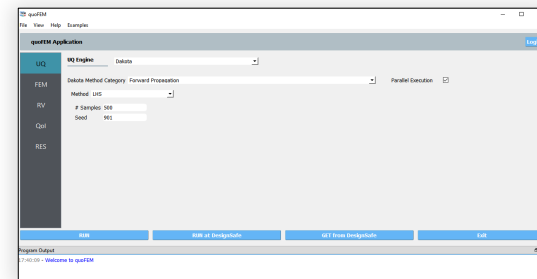 quoFEM
File View Help Examples
quoFEM Application
Login
UQ
UQ Engine Dakota
Dakota Method Category Forward Propagation Parallel Execution
FEM
Method LHS
# Samples 500
RV
Seed 901
QoI
RES
RUN RUN at DesignSafe GET from DesignSafe Exit
Program Output
17:40:09 - Welcome to quoFEM